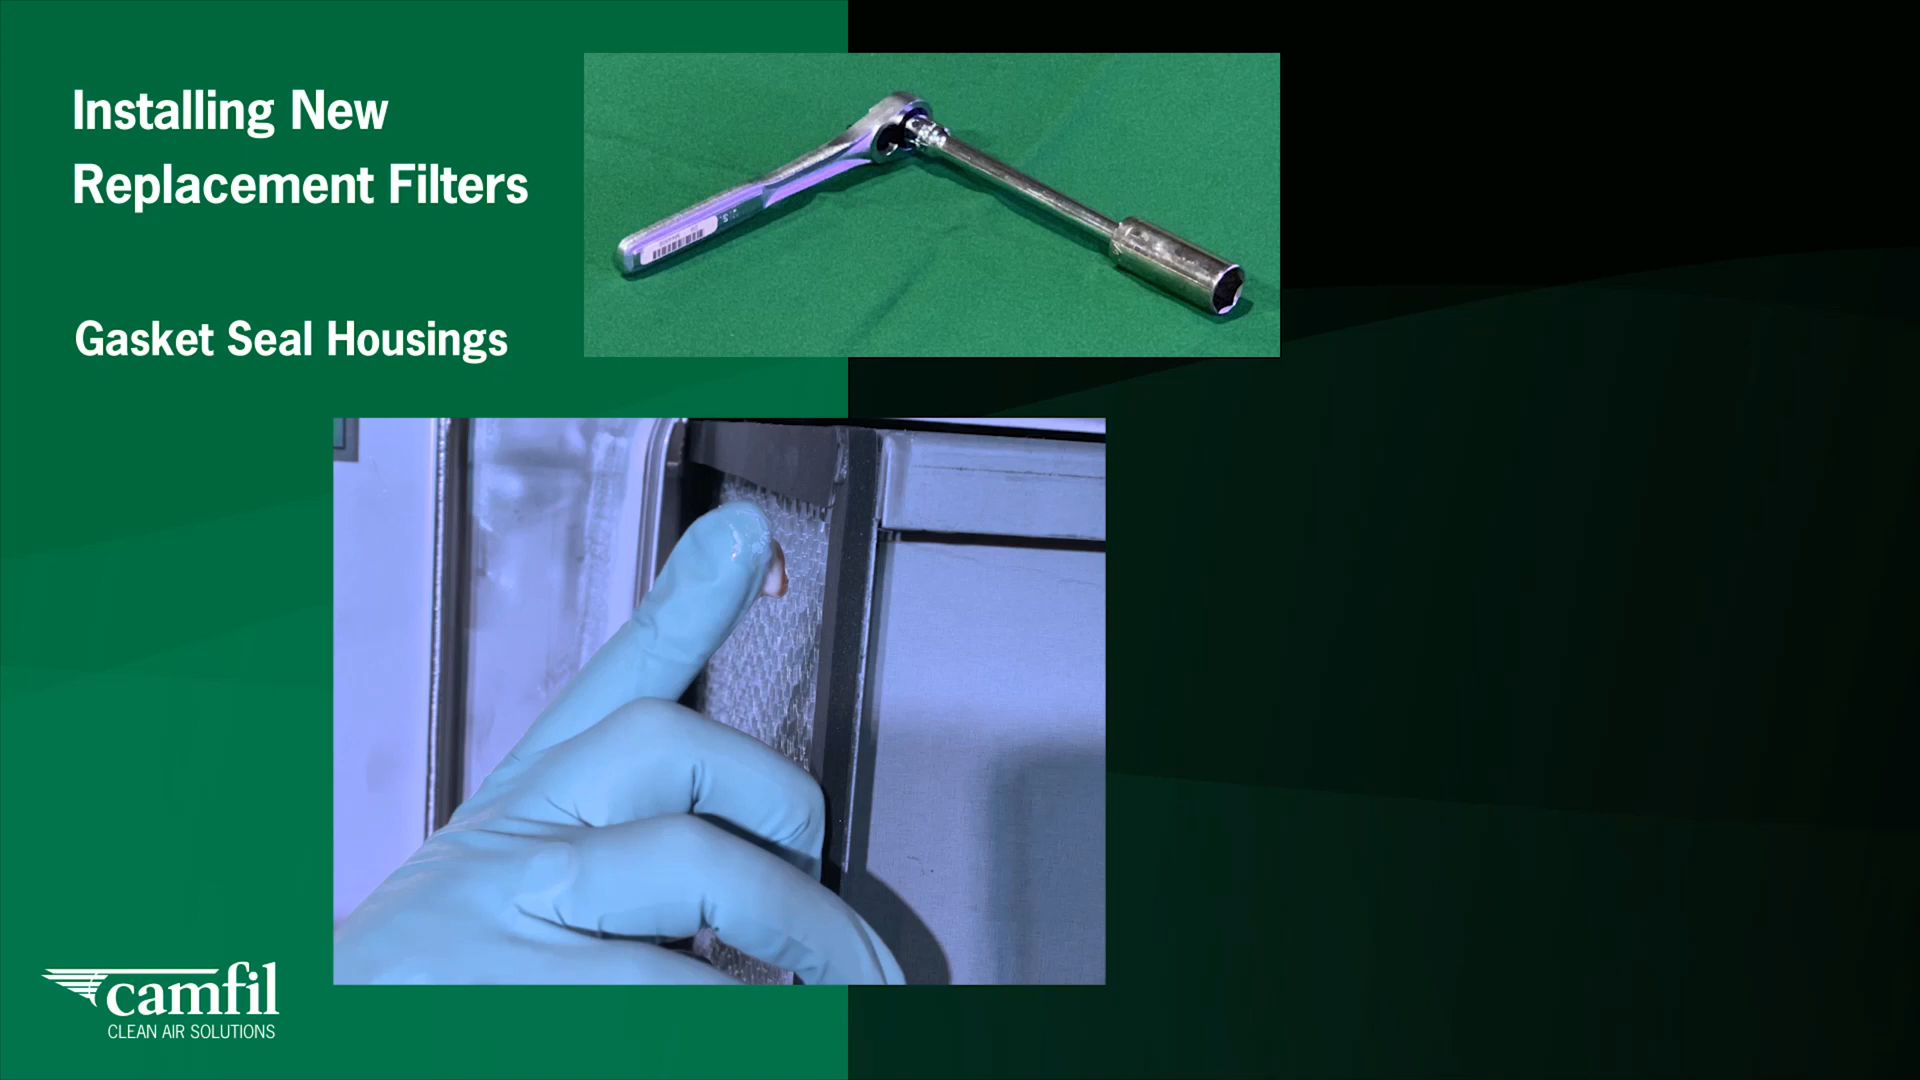 Installing New
Replacement Filters
Gasket Seal Housings
camfil
CLEAN AIR SOLUTIONS